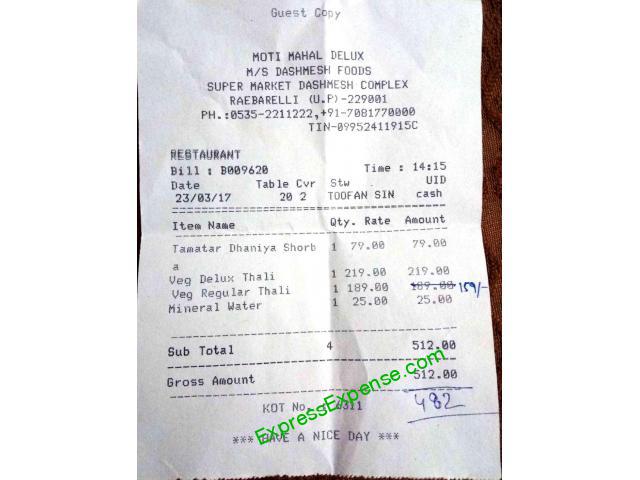 Guest Copy
MOTI MAHAL DELUX
M/S DASHMESH FOODS
SUPER MARKET DASHMESH COMPLEX
RAEBARELLI (U.P)-229001
PH.:0535-2211222,+91-7081770000
TIN-09952411915C
RESTAURANT
Bill : B009620 Time : 14:15
Date Table Cvr Stw UID
23/03/17 20 2 TOOFAN SIN cash
Item Name Qty. Rate Amount
Tamatar Dhaniya Shorb 1 79.00 79.00
a
Veg Delux Thali 1 219.00 219.00
Veg Regular Thali 1 189.00 189.00 159/-
Mineral Water 1 25.00 25.00
Sub Total 4 512.00
Gross Amount 512.00
482
KOT No. 
ExpressExpense.com
*** HAVE A NICE DAY ***